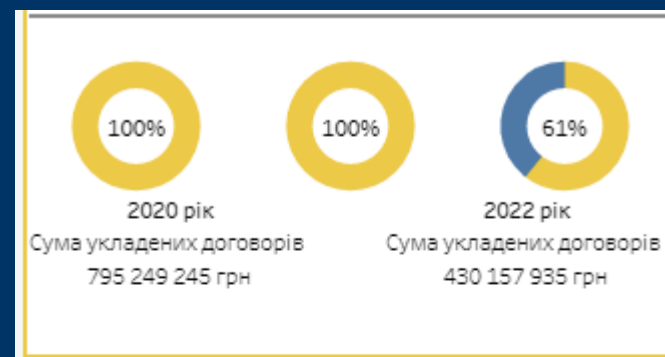 100%
100%
61%
2020 рік
2022 рік
Сума укладених договорів
Сума укладених договорів
795 249 245 грн
430 157 935 грн